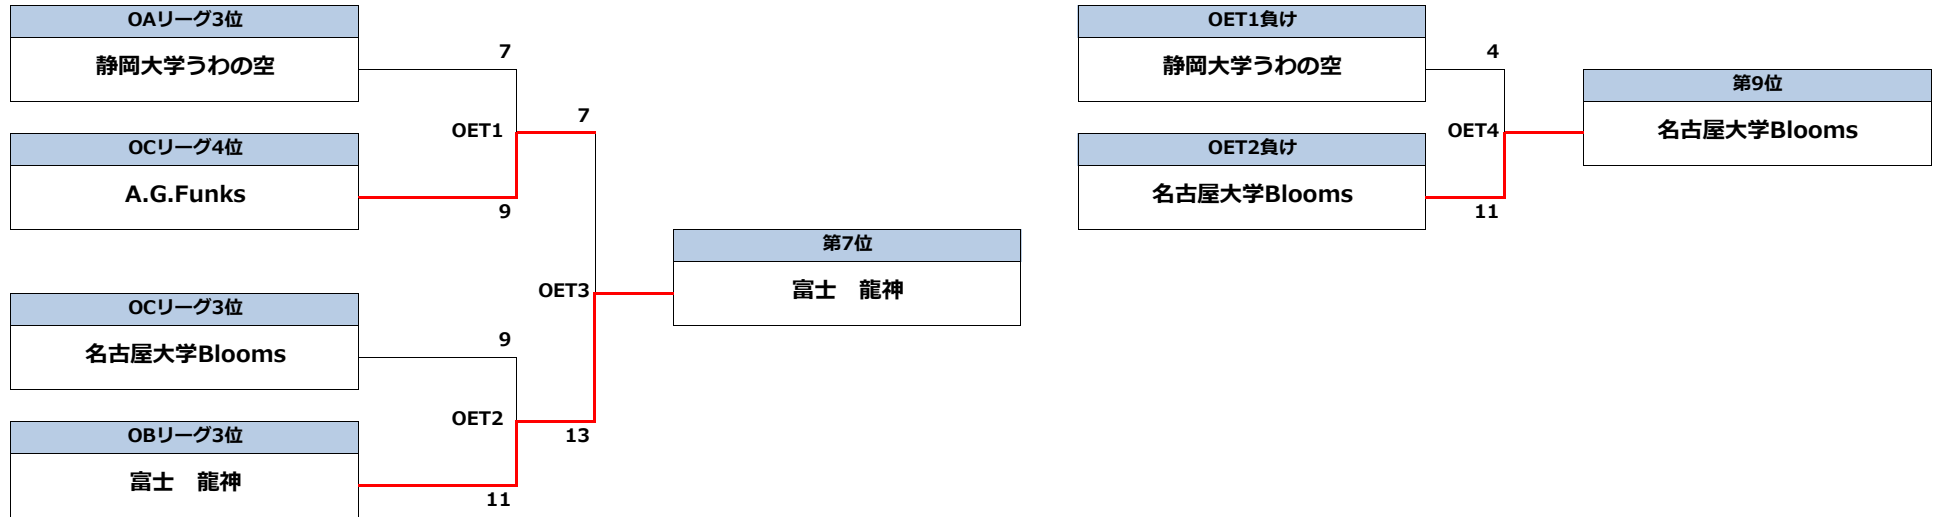 OAリーグ3位
静岡大学うわの空
7
OET1
OCリーグ4位
A.G.Funks
9
7
OCリーグ3位
名古屋大学Blooms
9
OET2
OBリーグ3位
富士　龍神
11
13
OET3
第7位
富士　龍神
OET1負け
静岡大学うわの空
4
OET4
OET2負け
名古屋大学Blooms
11
第9位
名古屋大学Blooms